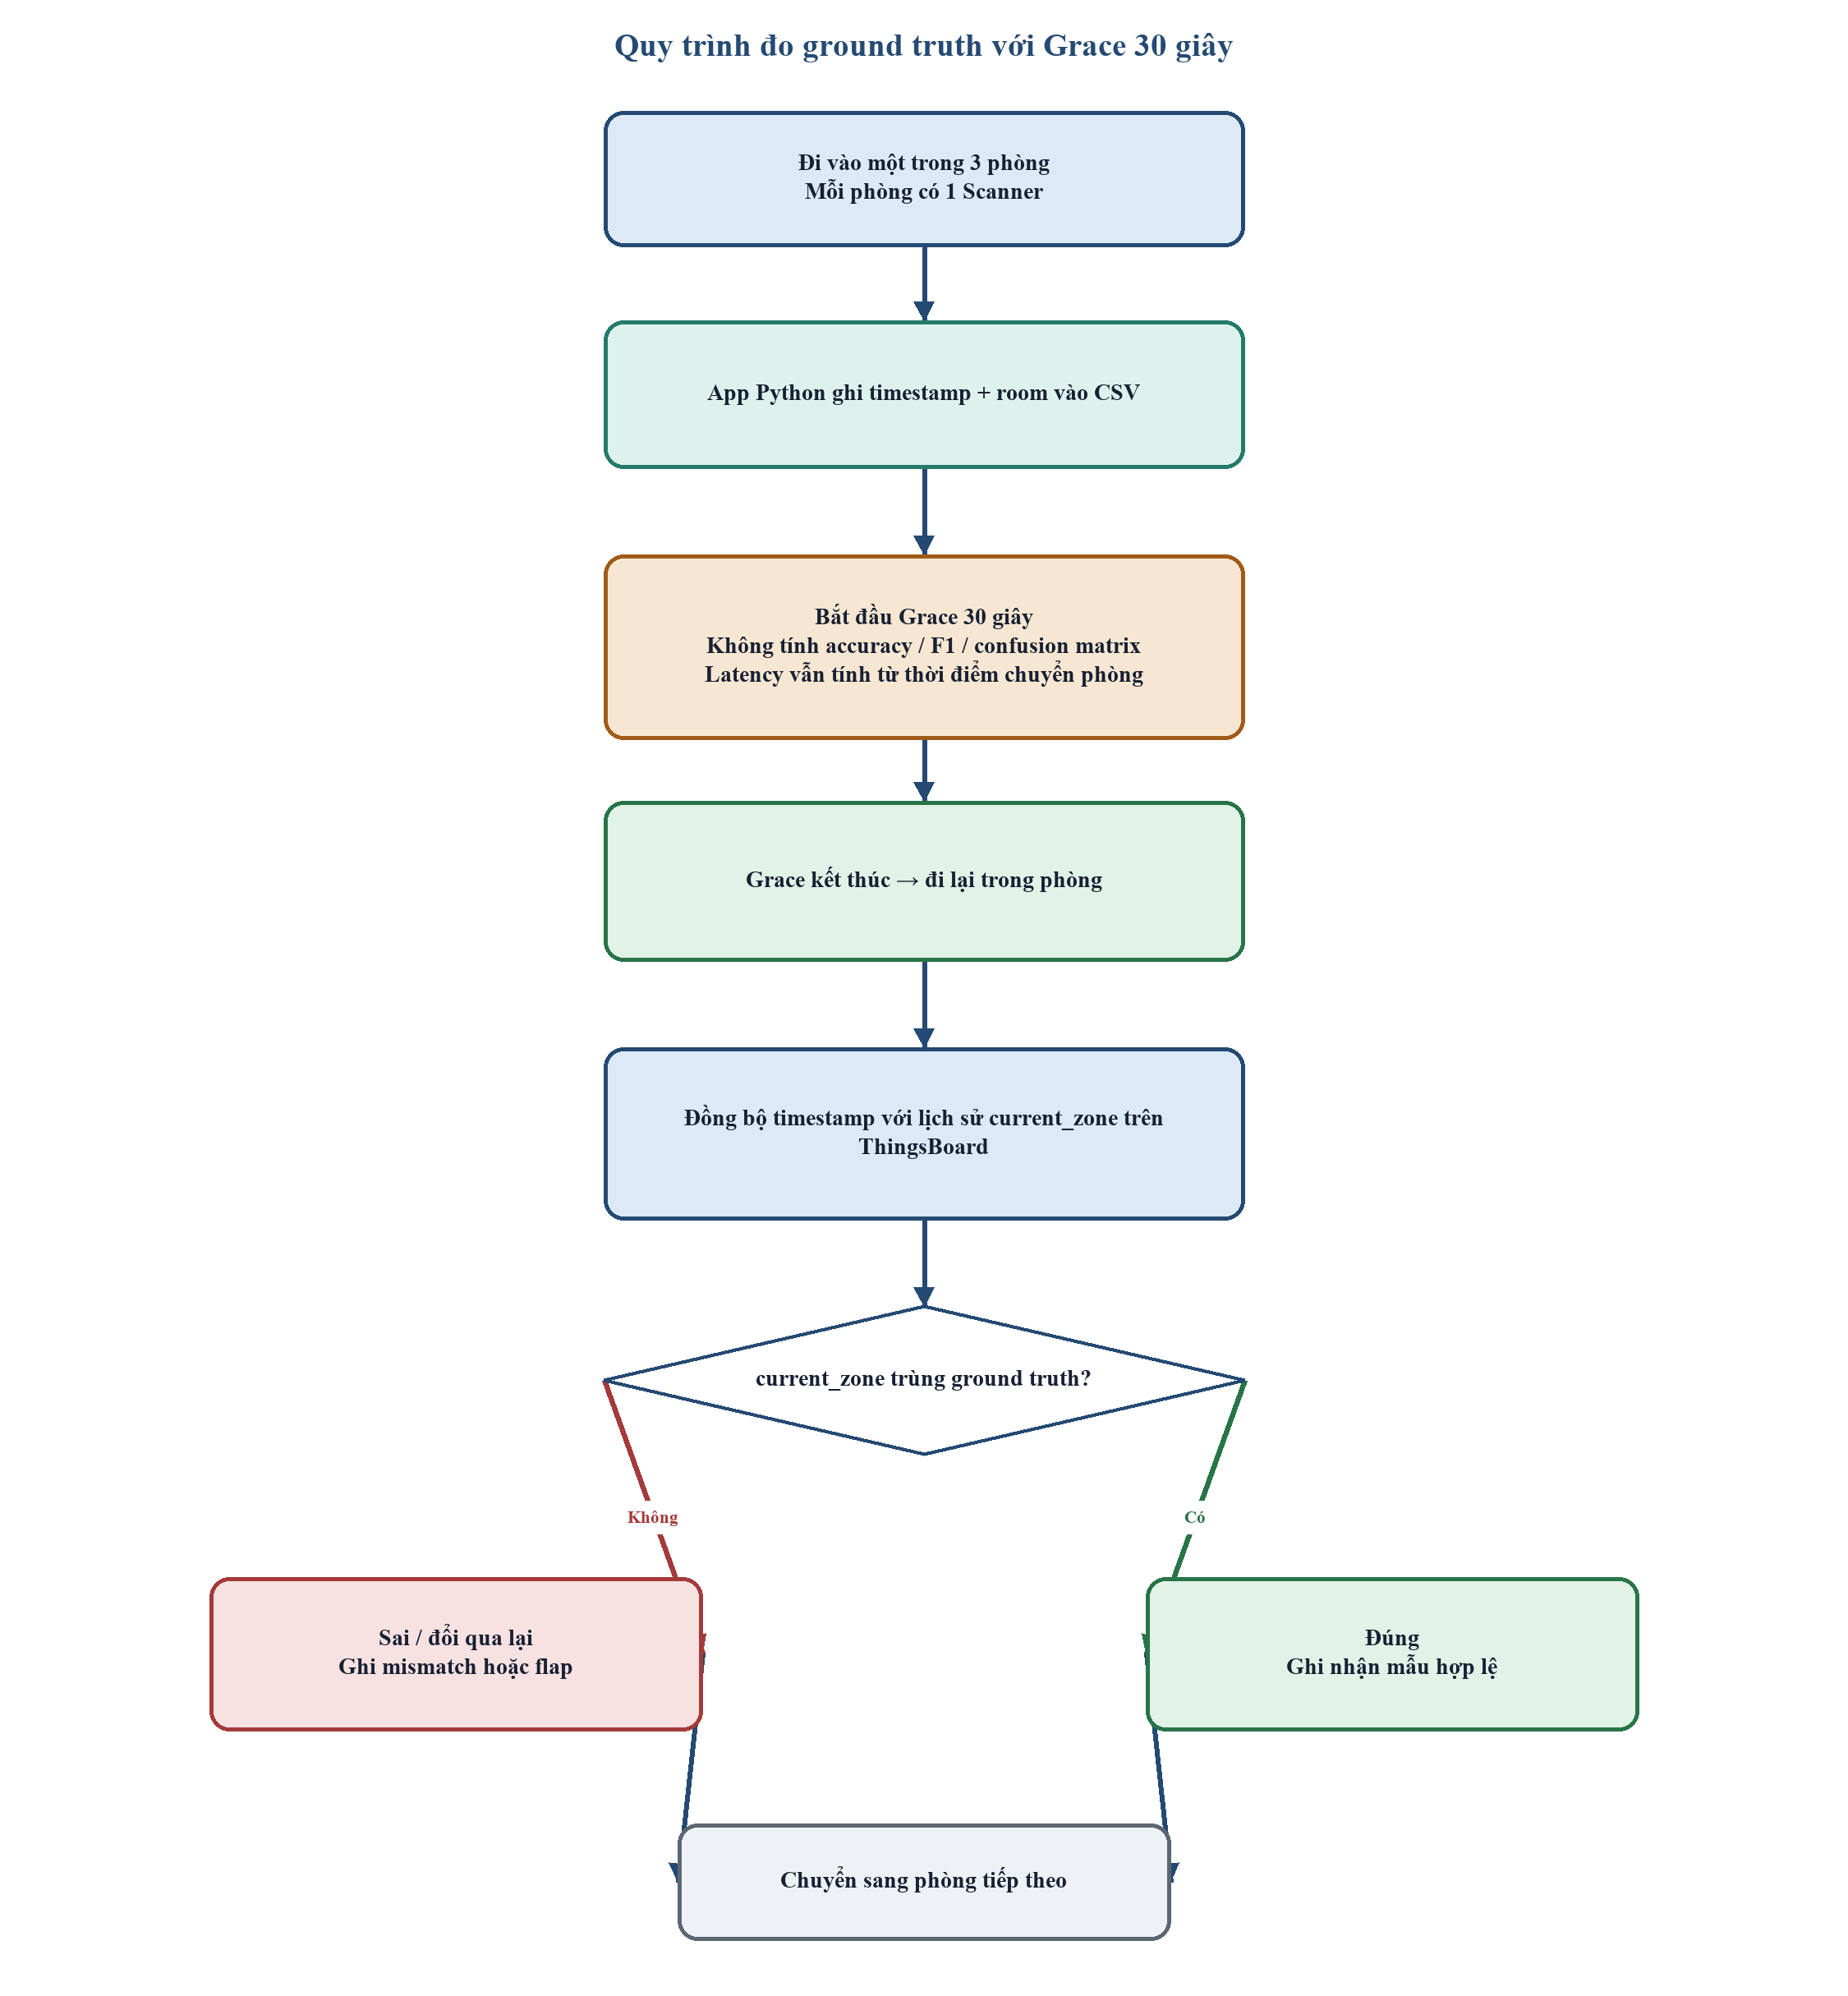 Quy trình đo ground truth với Grace 30 giây
Đi vào một trong 3 phòng
Mỗi phòng có 1 Scanner
App Python ghi timestamp + room vào CSV
Bắt đầu Grace 30 giây
Không tính accuracy / F1 / confusion matrix
Latency vẫn tính từ thời điểm chuyển phòng
Grace kết thúc → đi lại trong phòng
Đồng bộ timestamp với lịch sử current_zone trên
ThingsBoard
current_zone trùng ground truth?
Không
Có
Sai / đổi qua lại
Ghi mismatch hoặc flap
Đúng
Ghi nhận mẫu hợp lệ
Chuyển sang phòng tiếp theo